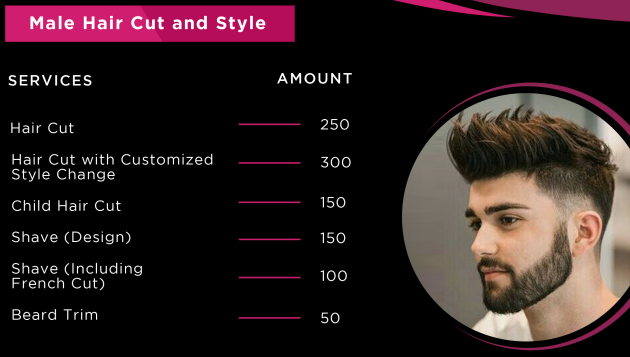 Male Hair Cut and Style
SERVICES AMOUNT
Hair Cut 250
Hair Cut with Customized 300
Style Change
Child Hair Cut 150
Shave (Design) 150
Shave (Including 100
French Cut)
Beard Trim 50